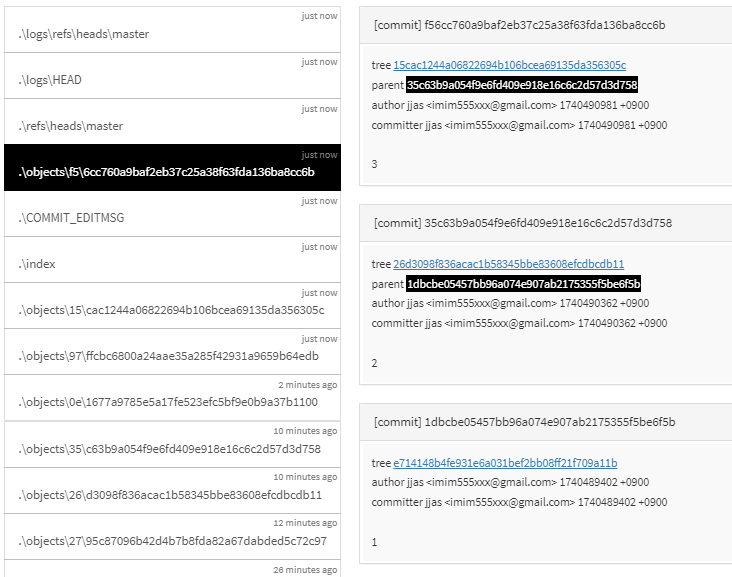 just now
.\logs\refs\heads\master
just now
.\logs\HEAD
just now
.\refs\heads\master
just now
.\objects\f5\6cc760a9baf2eb37c25a38f63fda136ba8cc6b
just now
.\COMMIT_EDITMSG
just now
.\index
just now
.\objects\15\cac1244a06822694b106bcea69135da356305c
just now
.\objects\97\ffcbc6800a24aae35a285f42931a9659b64edb
2 minutes ago
.\objects\0e\1677a9785e5a17fe523efc5bf9e0b9a37b1100
10 minutes ago
.\objects\35\c63b9a054f9e6fd409e918e16c6c2d57d3d758
10 minutes ago
.\objects\26\d3098f836acac1b58345bbe83608efcdbcdb11
12 minutes ago
.\objects\27\95c87096b42d4b7b8fda82a67dabded5c72c97
26 minutes ago
[commit] f56cc760a9baf2eb37c25a38f63fda136ba8cc6b
tree 15cac1244a06822694b106bcea69135da356305c
parent 35c63b9a054f9e6fd409e918e16c6c2d57d3d758
author jjas <imim555xxx@gmail.com> 1740490981 +0900
committer jjas <imim555xxx@gmail.com> 1740490981 +0900
3
[commit] 35c63b9a054f9e6fd409e918e16c6c2d57d3d758
tree 26d3098f836acac1b58345bbe83608efcdbcdb11
parent 1dbcbe05457bb96a074e907ab2175355f5be6f5b
author jjas <imim555xxx@gmail.com> 1740490362 +0900
committer jjas <imim555xxx@gmail.com> 1740490362 +0900
2
[commit] 1dbcbe05457bb96a074e907ab2175355f5be6f5b
tree e714148b4fe931e6a031bef2bb08ff21f709a11b
author jjas <imim555xxx@gmail.com> 1740489402 +0900
committer jjas <imim555xxx@gmail.com> 1740489402 +0900
1